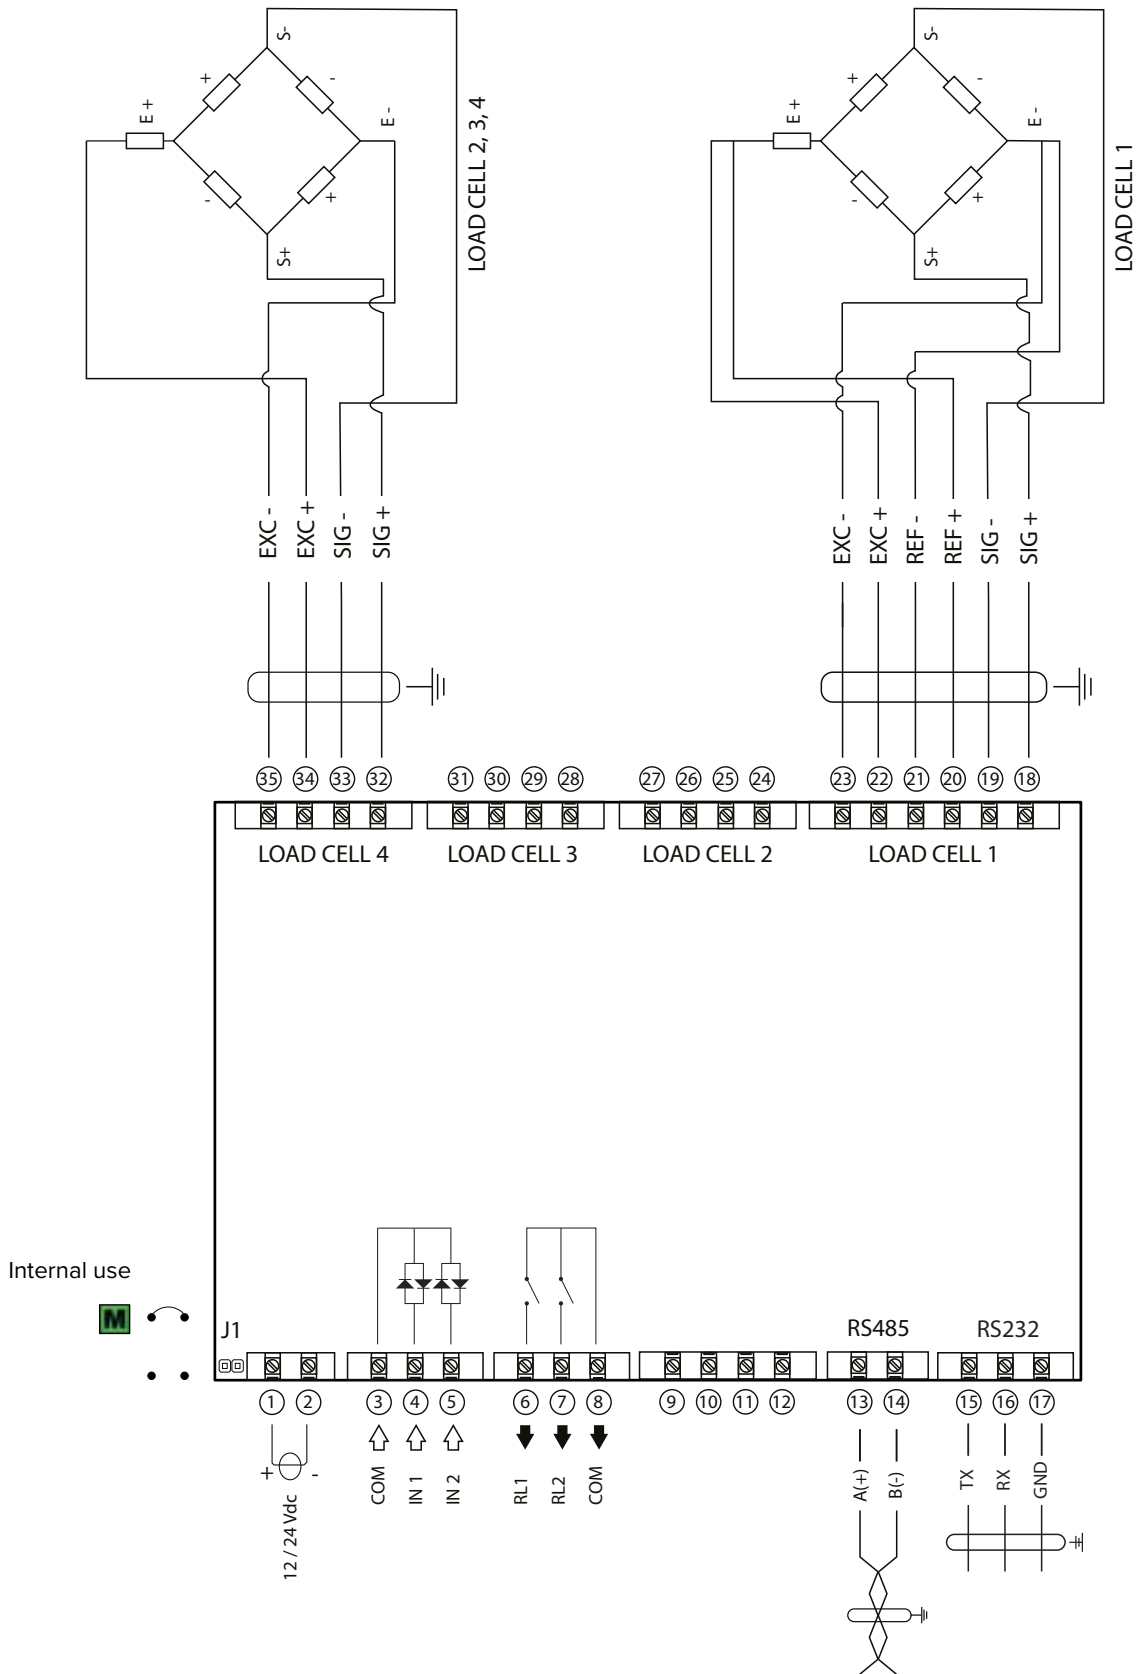 S-
+
-
E +
E -
-
+
S+
LOAD CELL 2, 3, 4
S-
+
-
E +
E -
-
+
S+
LOAD CELL 1
EXC -
EXC +
SIG -
SIG +
EXC -
EXC +
REF -
REF +
SIG -
SIG +
35 34 33 32 31 30 29 28 27 26 25 24 23 22 21 20 19 18
LOAD CELL 4 LOAD CELL 3 LOAD CELL 2 LOAD CELL 1
Internal use
M
J1
RS485 RS232
1 2 3 4 5 6 7 8 9 10 11 12 13 14 15 16 17
+ -
12 / 24 Vdc
COM
IN 1
IN 2
RL1
RL2
COM
A(+)
B(-)
TX
RX
GND